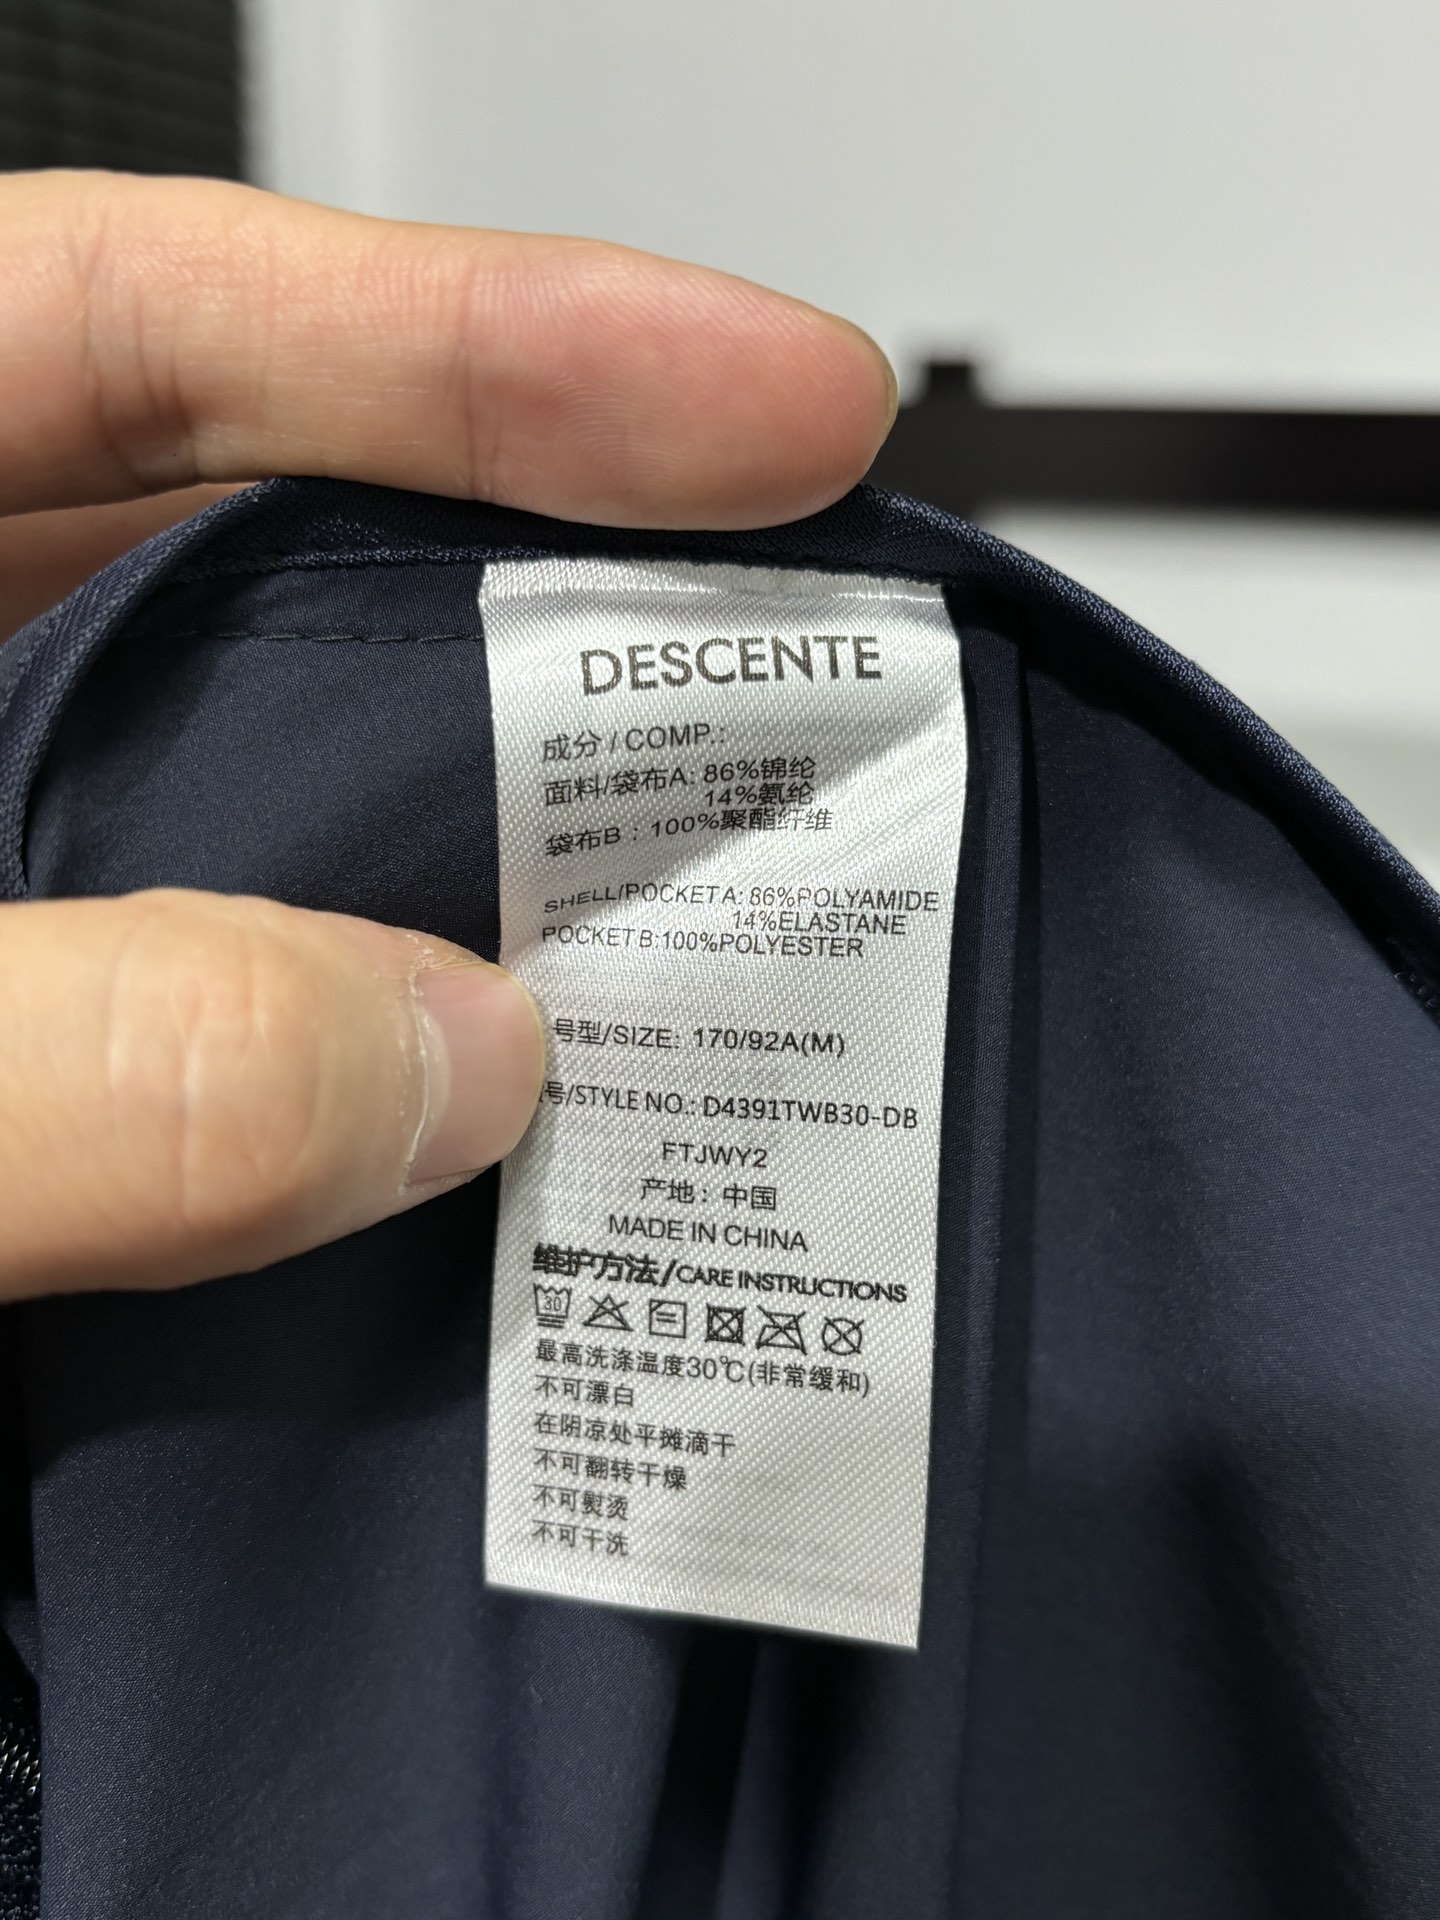 DESCENTE
成分 / COMP.:
面料/袋布A: 86%锦纶
14%氨纶
袋布B : 100%聚酯纤维
SHELL/POCKET A: 86%POLYAMIDE
14%ELASTANE
POCKET B:100%POLYESTER
号型/SIZE: 170/92A(M)
号/STYLE NO.: D4391TWB30-DB
FTJWY2
产地: 中国
MADE IN CHINA
维护方法/CARE INSTRUCTIONS
30
最高洗涤温度30℃(非常缓和)
不可漂白
在阴凉处平摊滴干
不可翻转干燥
不可熨烫
不可干洗